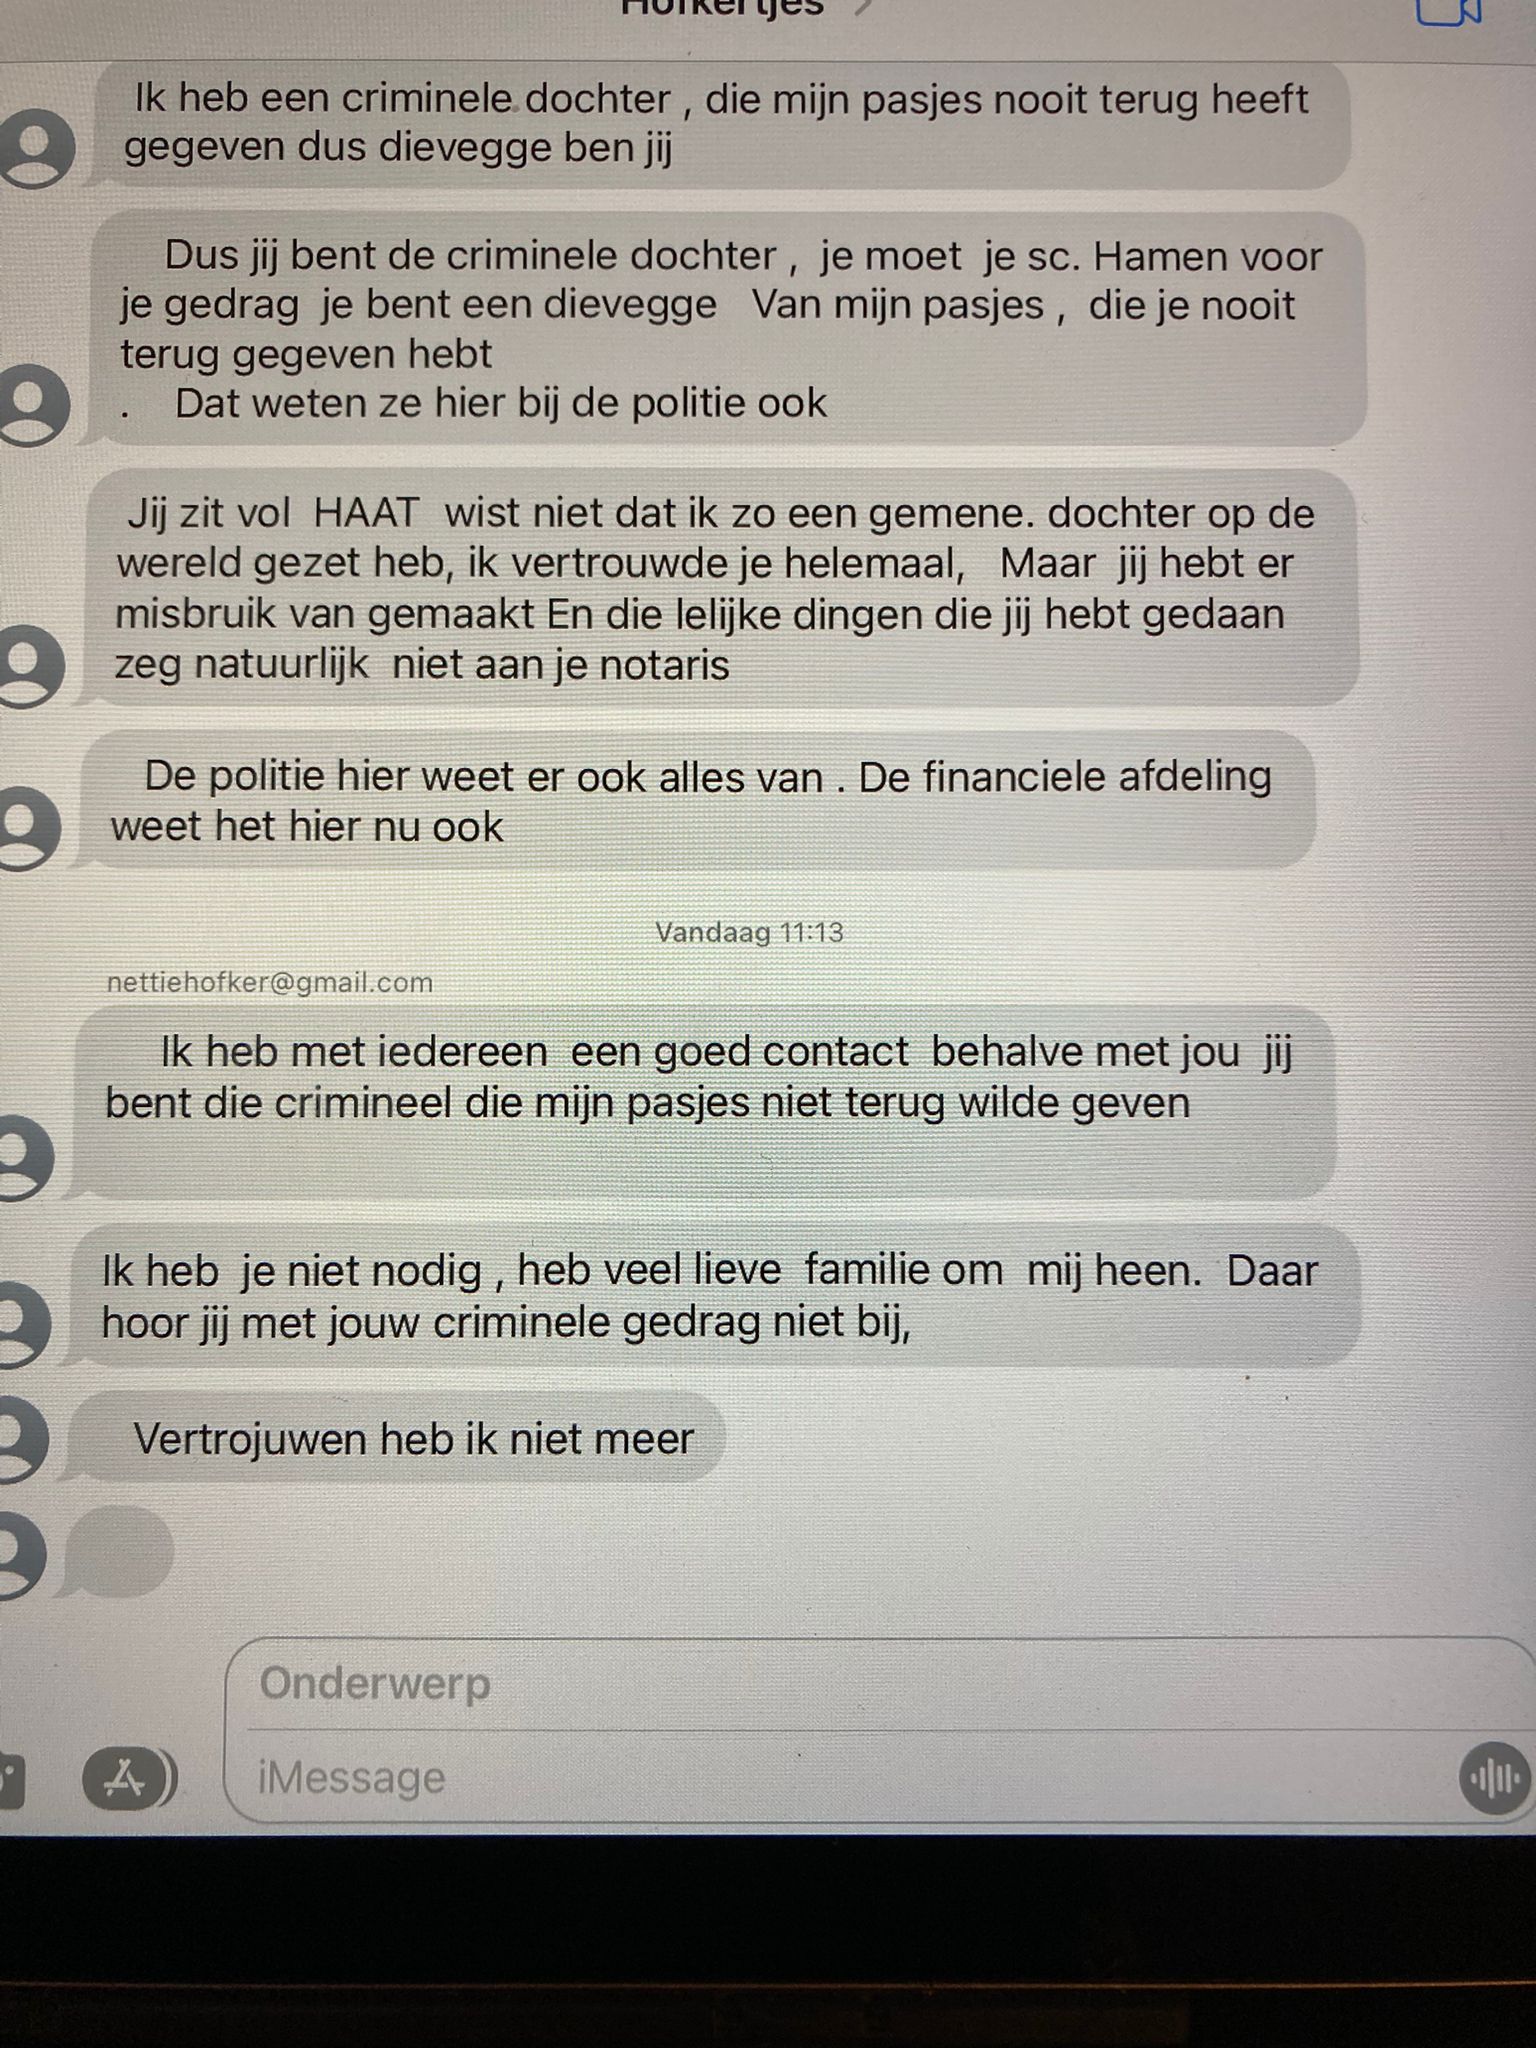 Hofkertjes
Ik heb een criminele. dochter , die mijn pasjes nooit terug heeft
gegeven dus dievegge ben jij
Dus jij bent de criminele dochter , je moet je sc. Hamen voor
je gedrag je bent een dievegge Van mijn pasjes , die je nooit
terug gegeven hebt
. Dat weten ze hier bij de politie ook
Jij zit vol HAAT wist niet dat ik zo een gemene. dochter op de
wereld gezet heb, ik vertrouwde je helemaal, Maar jij hebt er
misbruik van gemaakt En die lelijke dingen die jij hebt gedaan
zeg natuurlijk niet aan je notaris
De politie hier weet er ook alles van . De financiele afdeling
weet het hier nu ook
Vandaag 11:13
nettiehofker@gmail.com
Ik heb met iedereen een goed contact behalve met jou jij
bent die crimineel die mijn pasjes niet terug wilde geven
Ik heb je niet nodig , heb veel lieve familie om mij heen. Daar
hoor jij met jouw criminele gedrag niet bij,
Vertrojuwen heb ik niet meer
Onderwerp
iMessage